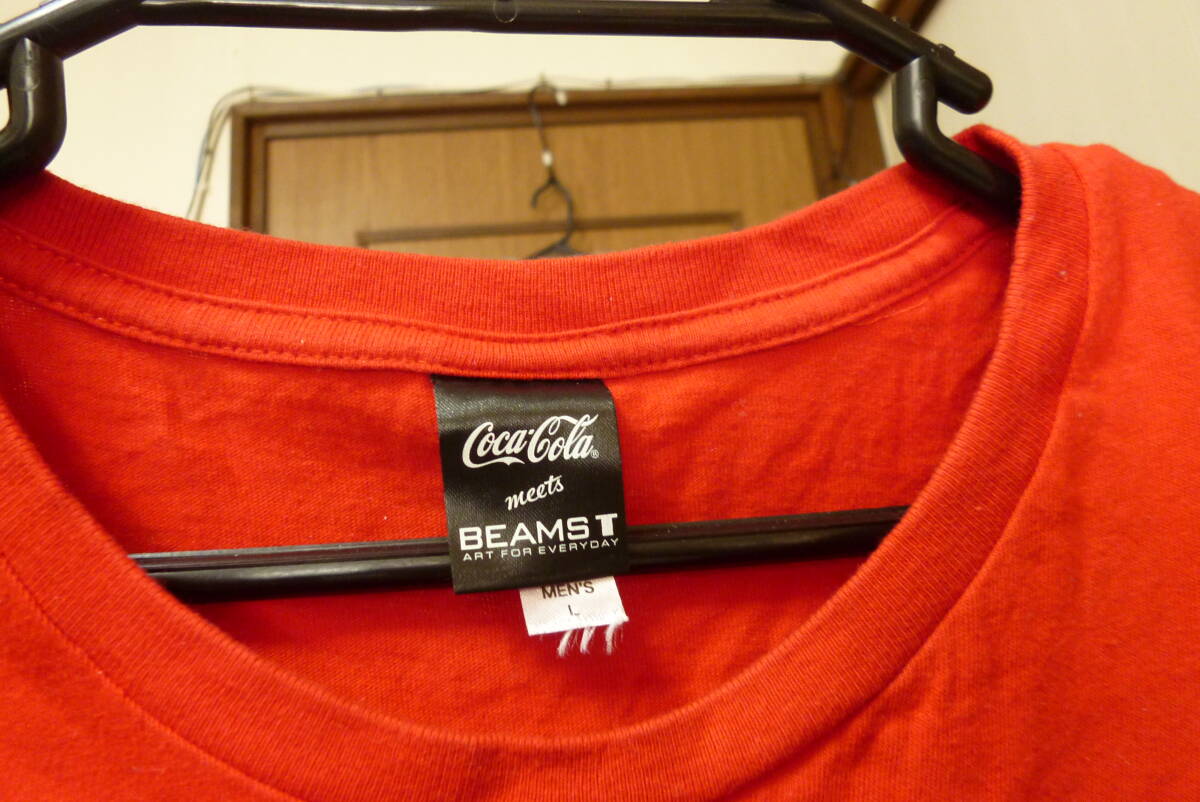 Coca-Cola®
meets
BEAMS T
ART FOR EVERYDAY
MEN'S
L